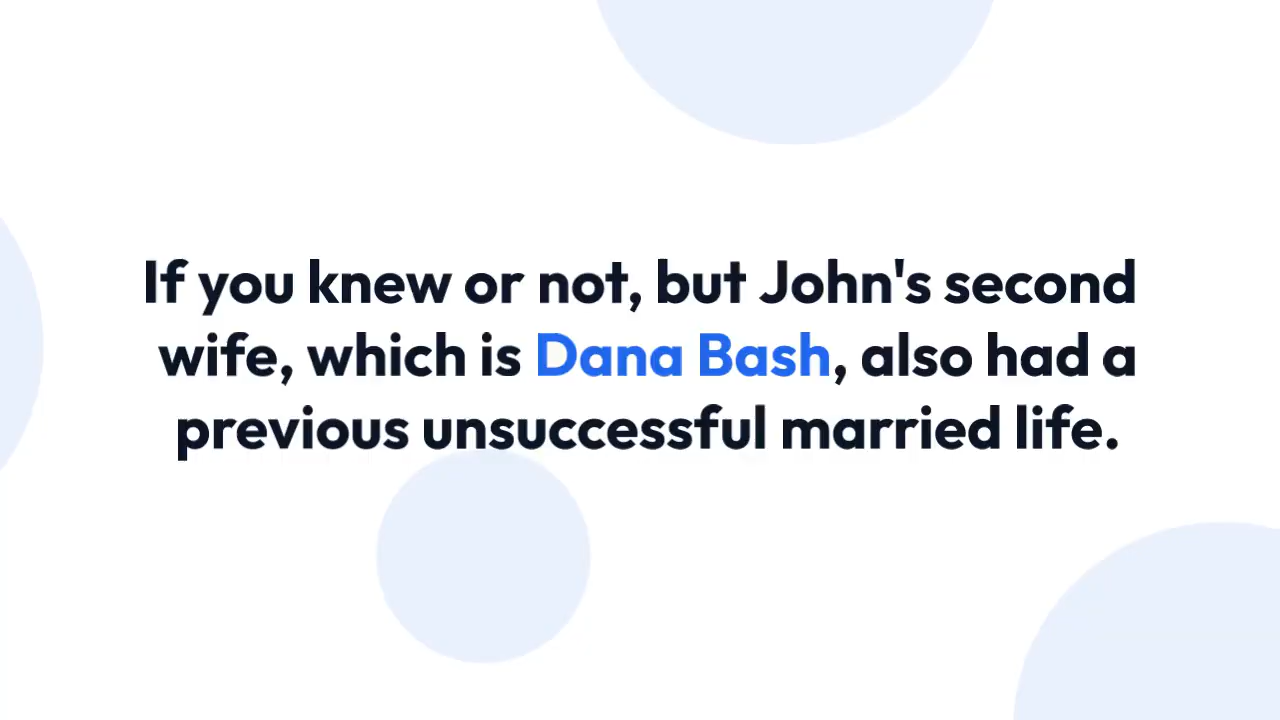 If you knew or not, but John's second
wife, which is Dana Bash, also had a
previous unsuccessful married life.